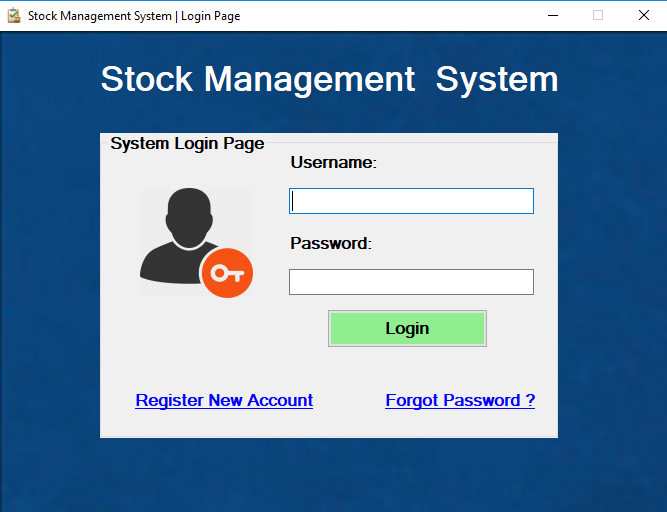 Stock Management System | Login Page
Stock Management  System
System Login Page
Username:
Password:
Login
Register New Account
Forgot Password ?